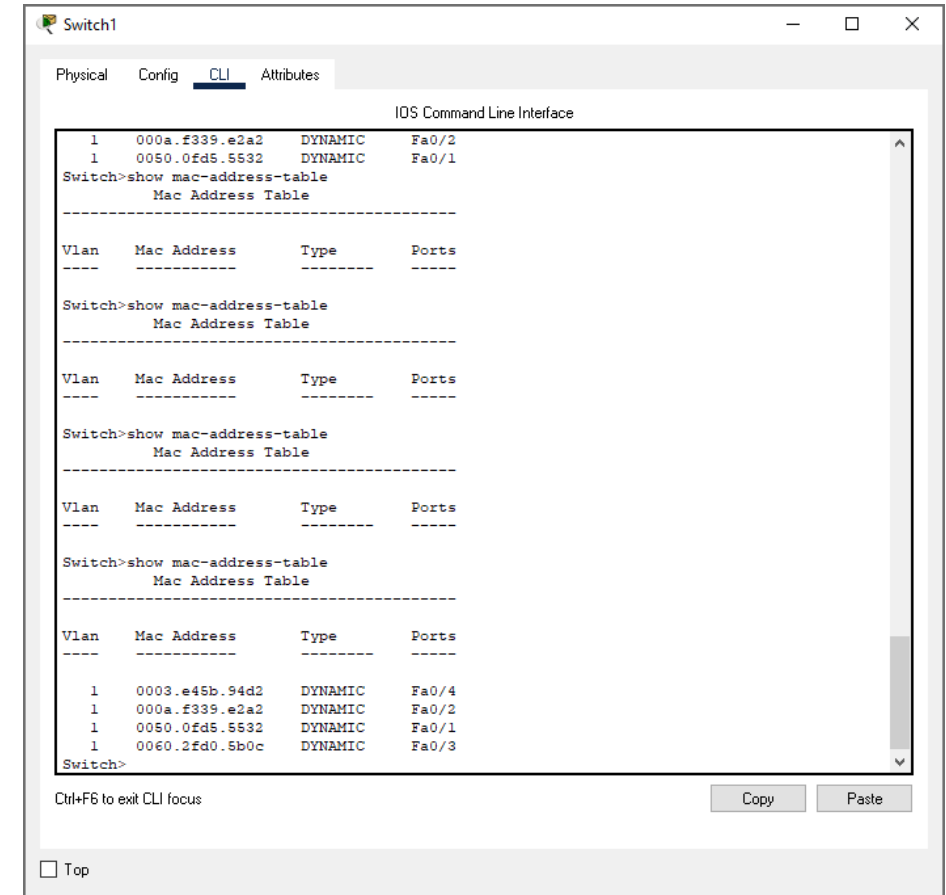 Switch1
Physical Config CLI Attributes
IOS Command Line Interface
1 000a.f339.e2a2 DYNAMIC Fa0/2
1 0050.0fd5.5532 DYNAMIC Fa0/1
Switch>show mac-address-table
Mac Address Table
-------------------------------------------
Vlan Mac Address Type Ports
---- ----------- -------- -----
Switch>show mac-address-table
Mac Address Table
-------------------------------------------
Vlan Mac Address Type Ports
---- ----------- -------- -----
Switch>show mac-address-table
Mac Address Table
-------------------------------------------
Vlan Mac Address Type Ports
---- ----------- -------- -----
Switch>show mac-address-table
Mac Address Table
-------------------------------------------
Vlan Mac Address Type Ports
---- ----------- -------- -----
1 0003.e45b.94d2 DYNAMIC Fa0/4
1 000a.f339.e2a2 DYNAMIC Fa0/2
1 0050.0fd5.5532 DYNAMIC Fa0/1
1 0060.2fd0.5b0c DYNAMIC Fa0/3
Switch>
Ctrl+F6 to exit CLI focus
Copy Paste
Top